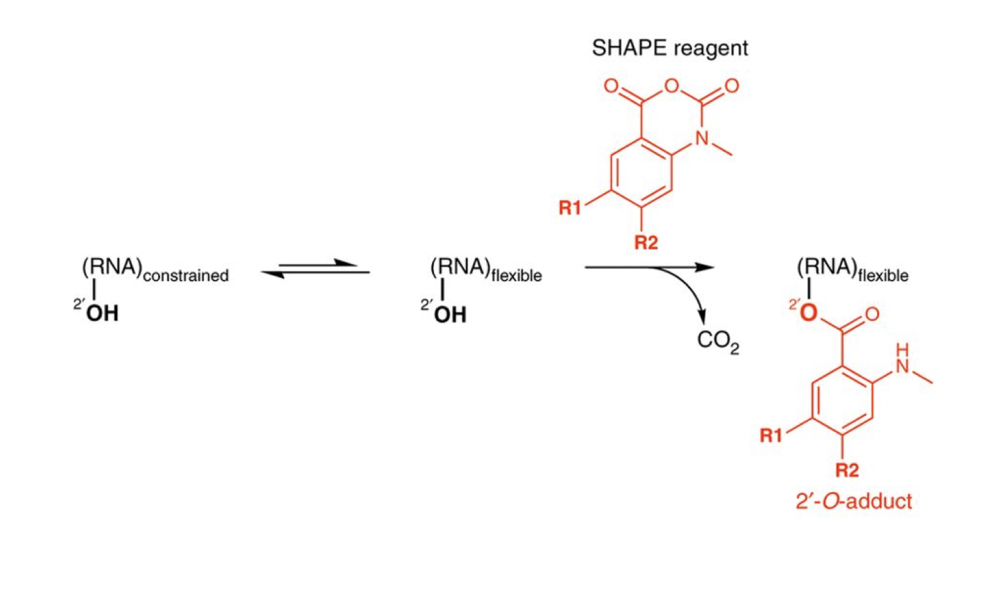 SHAPE reagent
O O O
N
R1
R2
(RNA)constrained
2′OH
(RNA)flexible
2′OH
CO2
(RNA)flexible
2′O O
H
N
R1
R2
2′-O-adduct